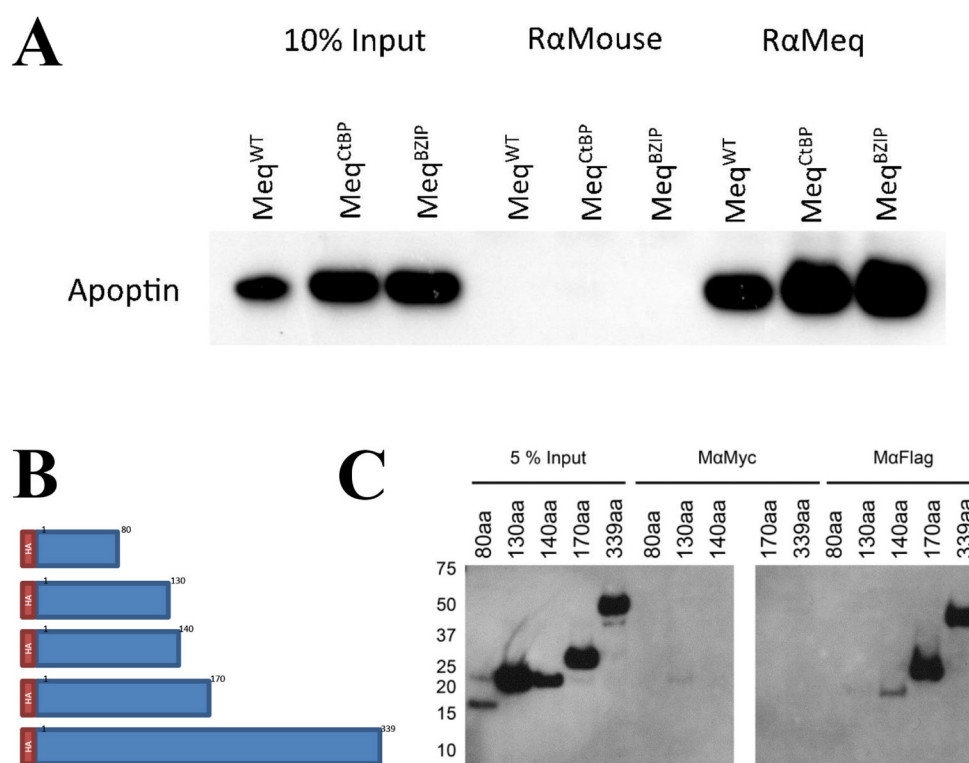 A
10% Input RαMouse RαMeq
Meq^WT Meq^CtBP Meq^BZIP Meq^WT Meq^CtBP Meq^BZIP Meq^WT Meq^CtBP Meq^BZIP
Apoptin
B
HA 1 80
HA 1 130
HA 1 140
HA 1 170
HA 1 339
C
5 % Input MαMyc MαFlag
80aa 130aa 140aa 170aa 339aa 80aa 130aa 140aa 170aa 339aa 80aa 130aa 140aa 170aa 339aa
75
50
37
25
20
15
10